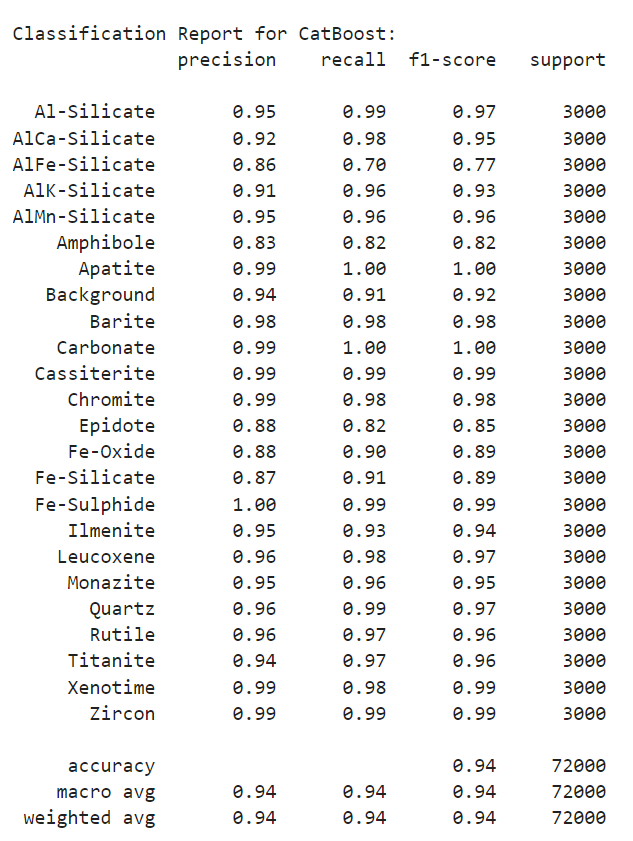 Classification Report for CatBoost:
precision recall f1-score support
Al-Silicate 0.95 0.99 0.97 3000
AlCa-Silicate 0.92 0.98 0.95 3000
AlFe-Silicate 0.86 0.70 0.77 3000
AlK-Silicate 0.91 0.96 0.93 3000
AlMn-Silicate 0.95 0.96 0.96 3000
Amphibole 0.83 0.82 0.82 3000
Apatite 0.99 1.00 1.00 3000
Background 0.94 0.91 0.92 3000
Barite 0.98 0.98 0.98 3000
Carbonate 0.99 1.00 1.00 3000
Cassiterite 0.99 0.99 0.99 3000
Chromite 0.99 0.98 0.98 3000
Epidote 0.88 0.82 0.85 3000
Fe-Oxide 0.88 0.90 0.89 3000
Fe-Silicate 0.87 0.91 0.89 3000
Fe-Sulphide 1.00 0.99 0.99 3000
Ilmenite 0.95 0.93 0.94 3000
Leucoxene 0.96 0.98 0.97 3000
Monazite 0.95 0.96 0.95 3000
Quartz 0.96 0.99 0.97 3000
Rutile 0.96 0.97 0.96 3000
Titanite 0.94 0.97 0.96 3000
Xenotime 0.99 0.98 0.99 3000
Zircon 0.99 0.99 0.99 3000
accuracy 0.94 72000
macro avg 0.94 0.94 0.94 72000
weighted avg 0.94 0.94 0.94 72000